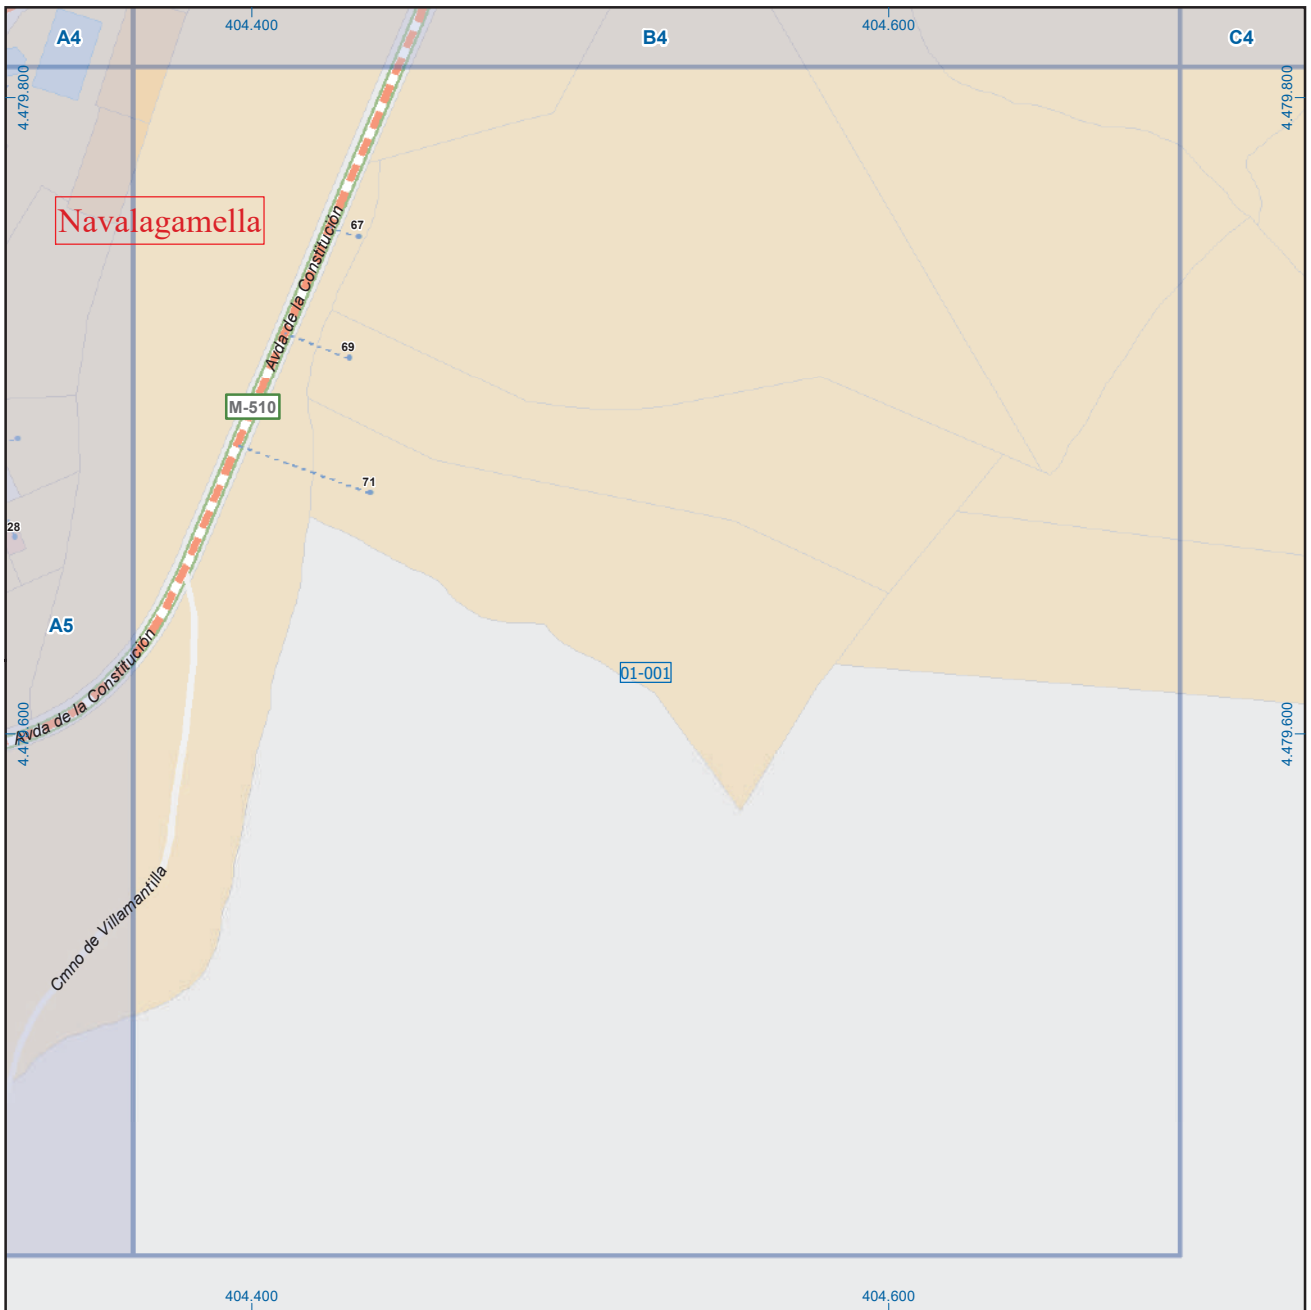 404.400
404.600
A4
B4
C4
4.479.800
4.479.800
Navalagamella
67
Avda de la Constitución
69
M-510
71
28
A5
Avda de la Constitución
01-001
4.479.600
4.479.600
Cmno de Villamantilla
404.400
404.600